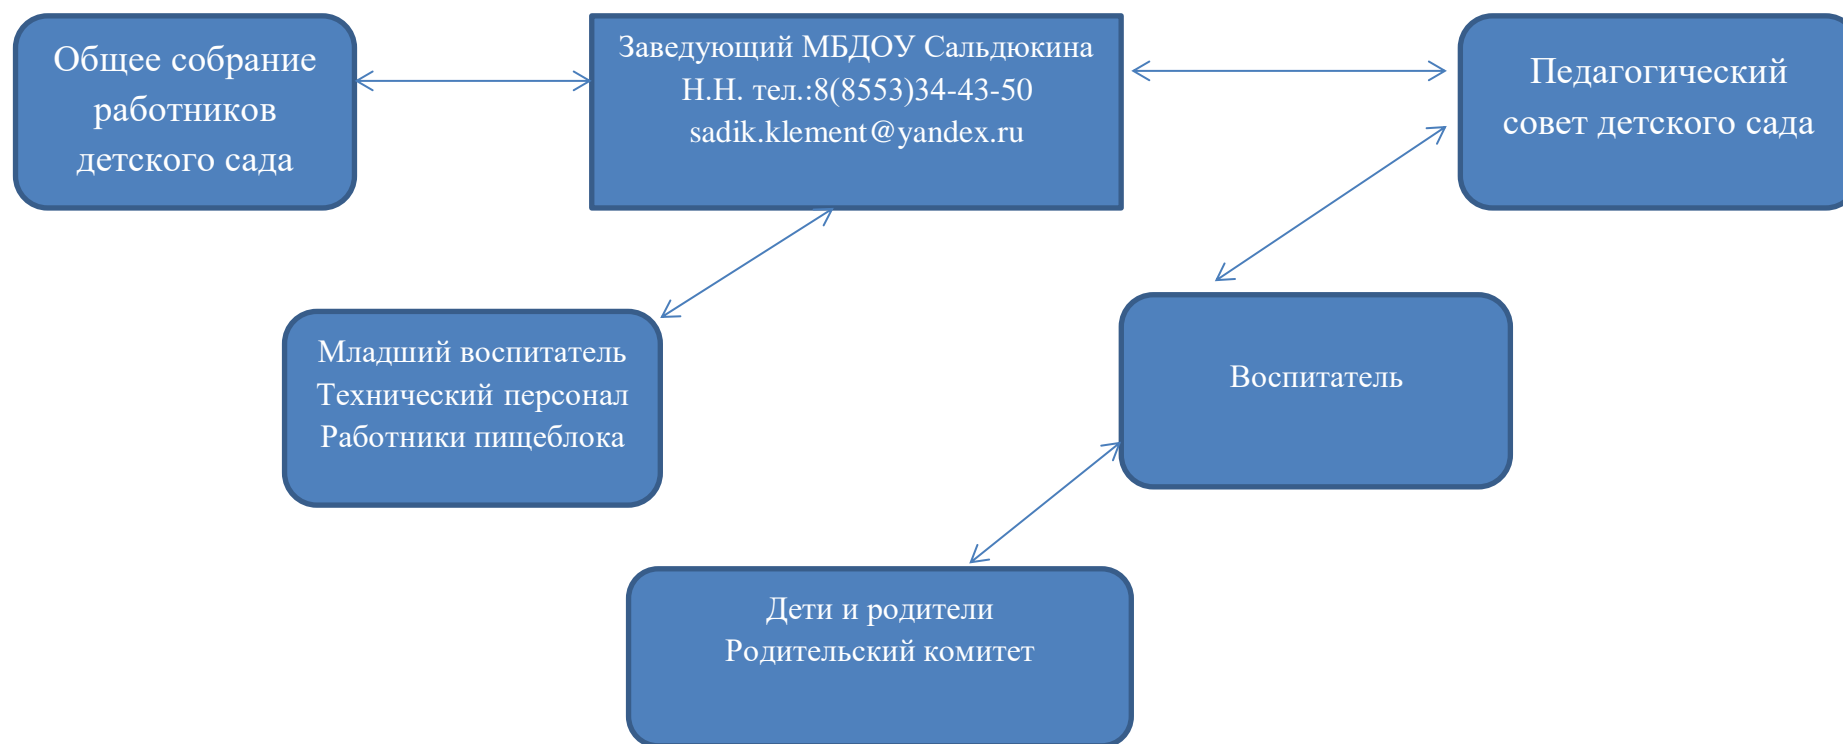 Общее собрание
работников
детского сада
Заведующий МБДОУ Сальдюкина
Н.Н. тел.:8(8553)34-43-50
sadik.klement@yandex.ru
Педагогический
совет детского сада
Младший воспитатель
Технический персонал
Работники пищеблока
Воспитатель
Дети и родители
Родительский комитет